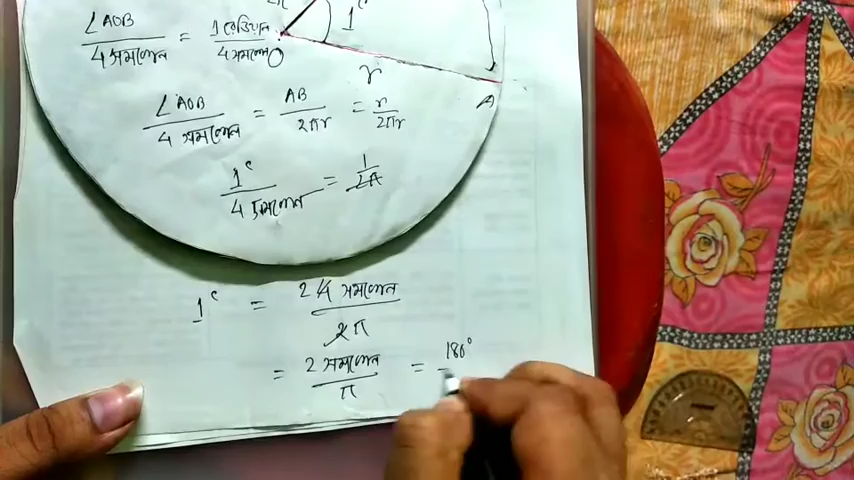 1ᶜ
∠AOB / 4 সমকোণ = 1 রেডিয়ান / 4 সমকোণ
O
r
A
∠AOB / 4 সমকোণ = AB / 2πr = r / 2πr
1ᶜ / 4 সমকোণ = 1 / 2π
1ᶜ = 2 4 সমকোণ / 2π
= 2 সমকোণ / π = 180°